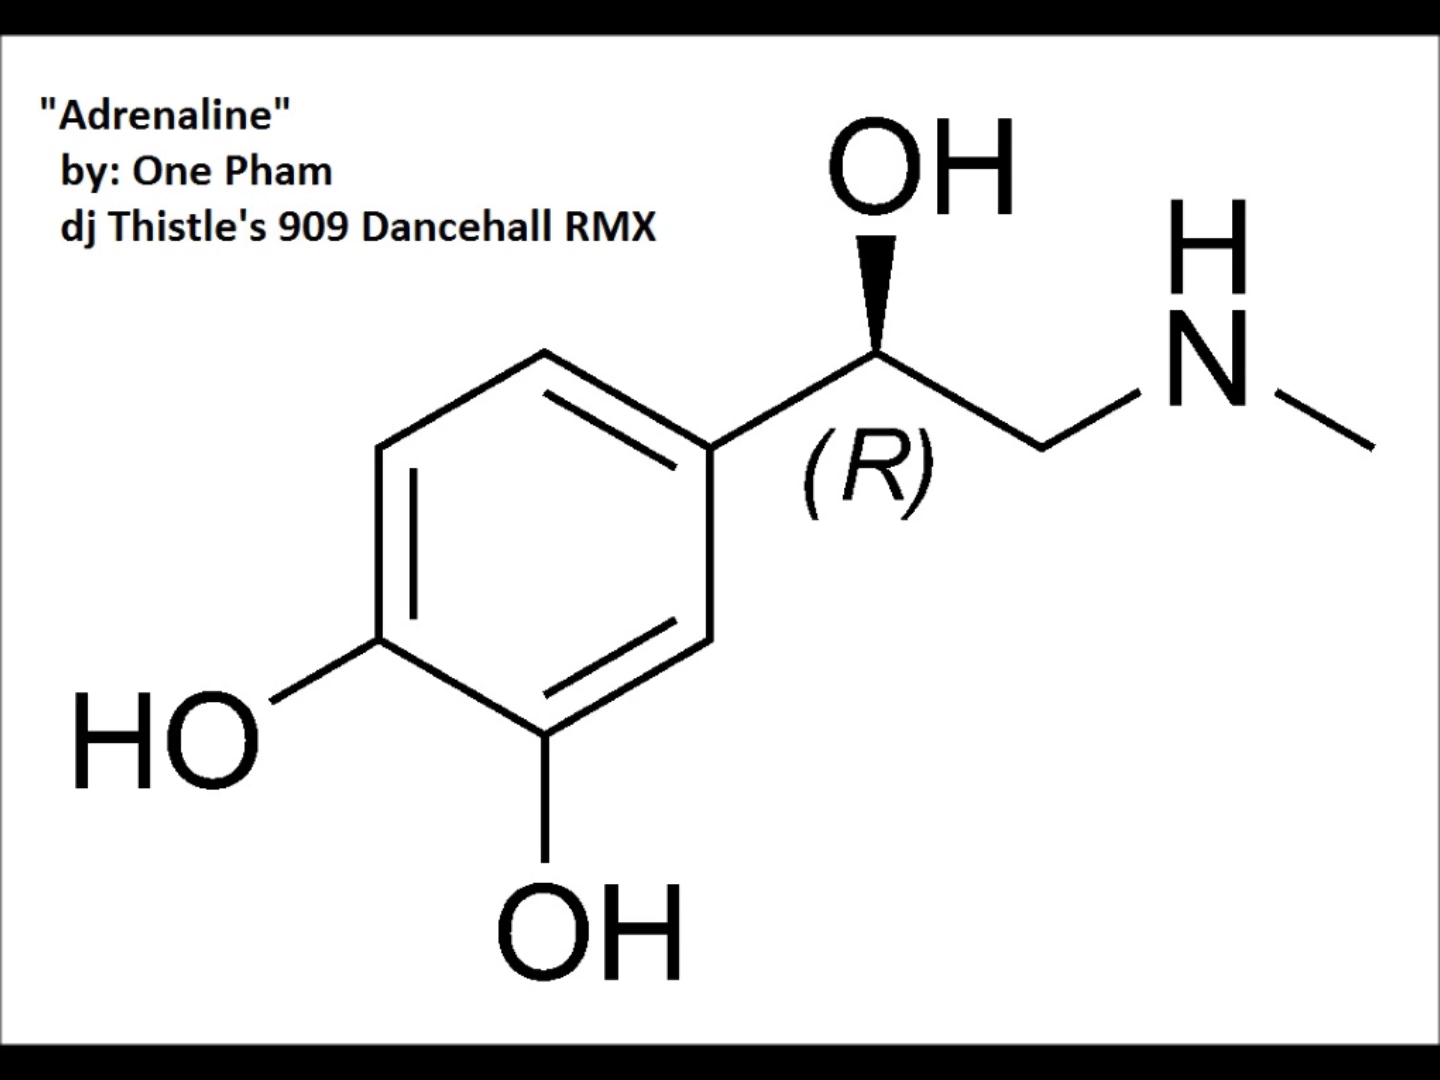 "Adrenaline"
by: One Pham
dj Thistle's 909 Dancehall RMX
OH
H
N
(R)
HO
OH